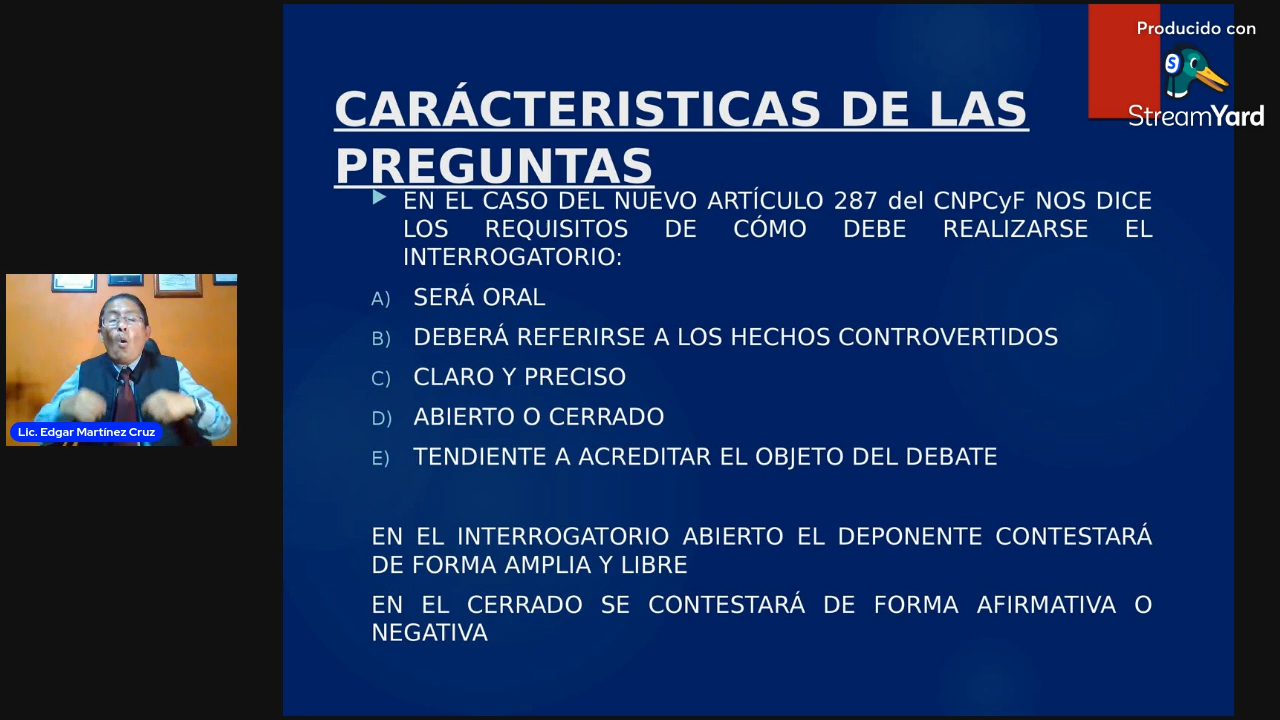 Producido con
StreamYard
CARÁCTERISTICAS DE LAS
PREGUNTAS
EN EL CASO DEL NUEVO ARTÍCULO 287 del CNPCyF NOS DICE
LOS REQUISITOS DE CÓMO DEBE REALIZARSE EL
INTERROGATORIO:
A) SERÁ ORAL
B) DEBERÁ REFERIRSE A LOS HECHOS CONTROVERTIDOS
C) CLARO Y PRECISO
D) ABIERTO O CERRADO
E) TENDIENTE A ACREDITAR EL OBJETO DEL DEBATE
EN EL INTERROGATORIO ABIERTO EL DEPONENTE CONTESTARÁ
DE FORMA AMPLIA Y LIBRE
EN EL CERRADO SE CONTESTARÁ DE FORMA AFIRMATIVA O
NEGATIVA
Lic. Edgar Martínez Cruz